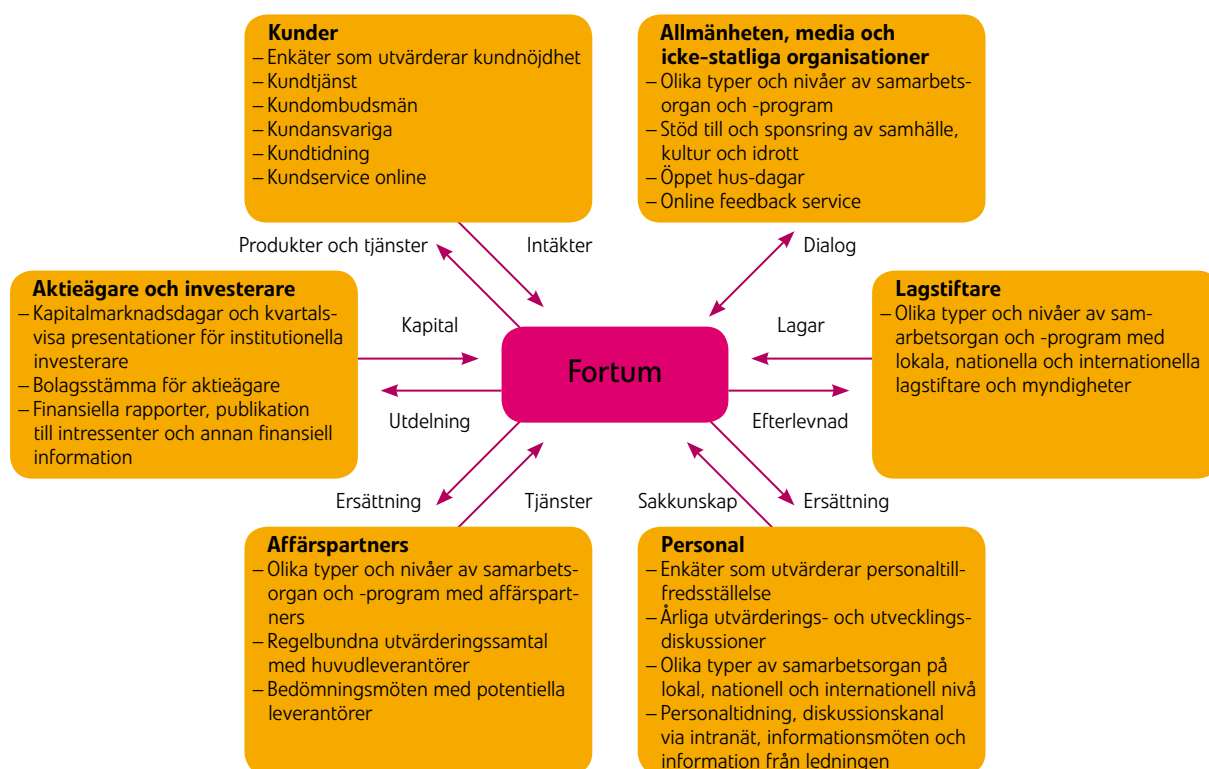 Kunder
– Enkäter som utvärderar kundnöjdhet
– Kundtjänst
– Kundombudsmän
– Kundansvariga
– Kundtidning
– Kundservice online
Allmänheten, media och
icke-statliga organisationer
– Olika typer och nivåer av samarbets-
organ och -program
– Stöd till och sponsring av samhälle,
kultur och idrott
– Öppet hus-dagar
– Online feedback service
Produkter och tjänster
Intäkter
Dialog
Aktieägare och investerare
– Kapitalmarknadsdagar och kvartals-
visa presentationer för institutionella
investerare
– Bolagsstämma för aktieägare
– Finansiella rapporter, publikation
till intressenter och annan finansiell
information
Kapital
Utdelning
Fortum
Lagar
Efterlevnad
Lagstiftare
– Olika typer och nivåer av sam-
arbetsorgan och -program med
lokala, nationella och internationella
lagstiftare och myndigheter
Ersättning
Tjänster
Sakkunskap
Ersättning
Affärspartners
– Olika typer och nivåer av samarbets-
organ och -program med affärspart-
ners
– Regelbundna utvärderingssamtal
med huvudleverantörer
– Bedömningsmöten med potentiella
leverantörer
Personal
– Enkäter som utvärderar personaltill-
fredsställelse
– Årliga utvärderings- och utvecklings-
diskussioner
– Olika typer av samarbetsorgan på
lokal, nationell och internationell nivå
– Personaltidning, diskussionskanal
via intranät, informationsmöten och
information från ledningen